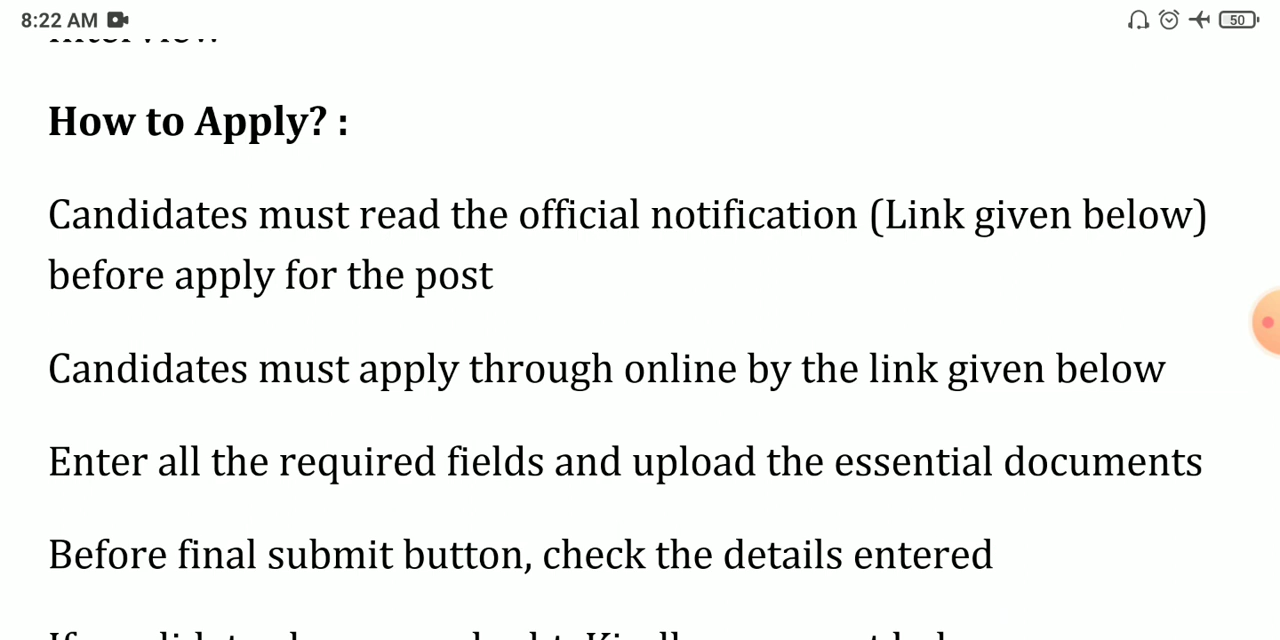 8:22 AM
50
How to Apply? :
Candidates must read the official notification (Link given below)
before apply for the post
Candidates must apply through online by the link given below
Enter all the required fields and upload the essential documents
Before final submit button, check the details entered